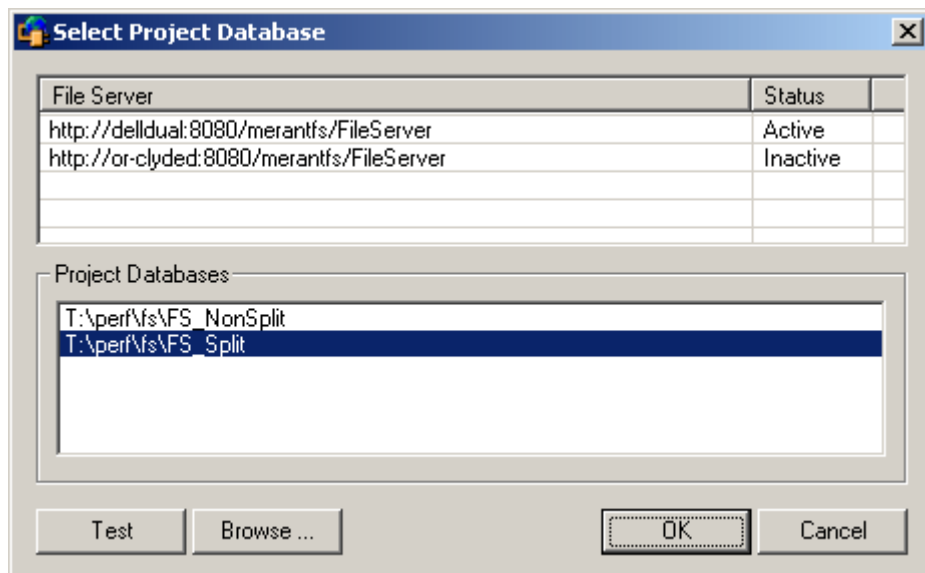 Select Project Database
File Server Status
http://delldual:8080/merantfs/FileServer Active
http://or-clyded:8080/merantfs/FileServer Inactive
Project Databases
T:\perf\fs\FS_NonSplit
T:\perf\fs\FS_Split
Test Browse ... OK Cancel